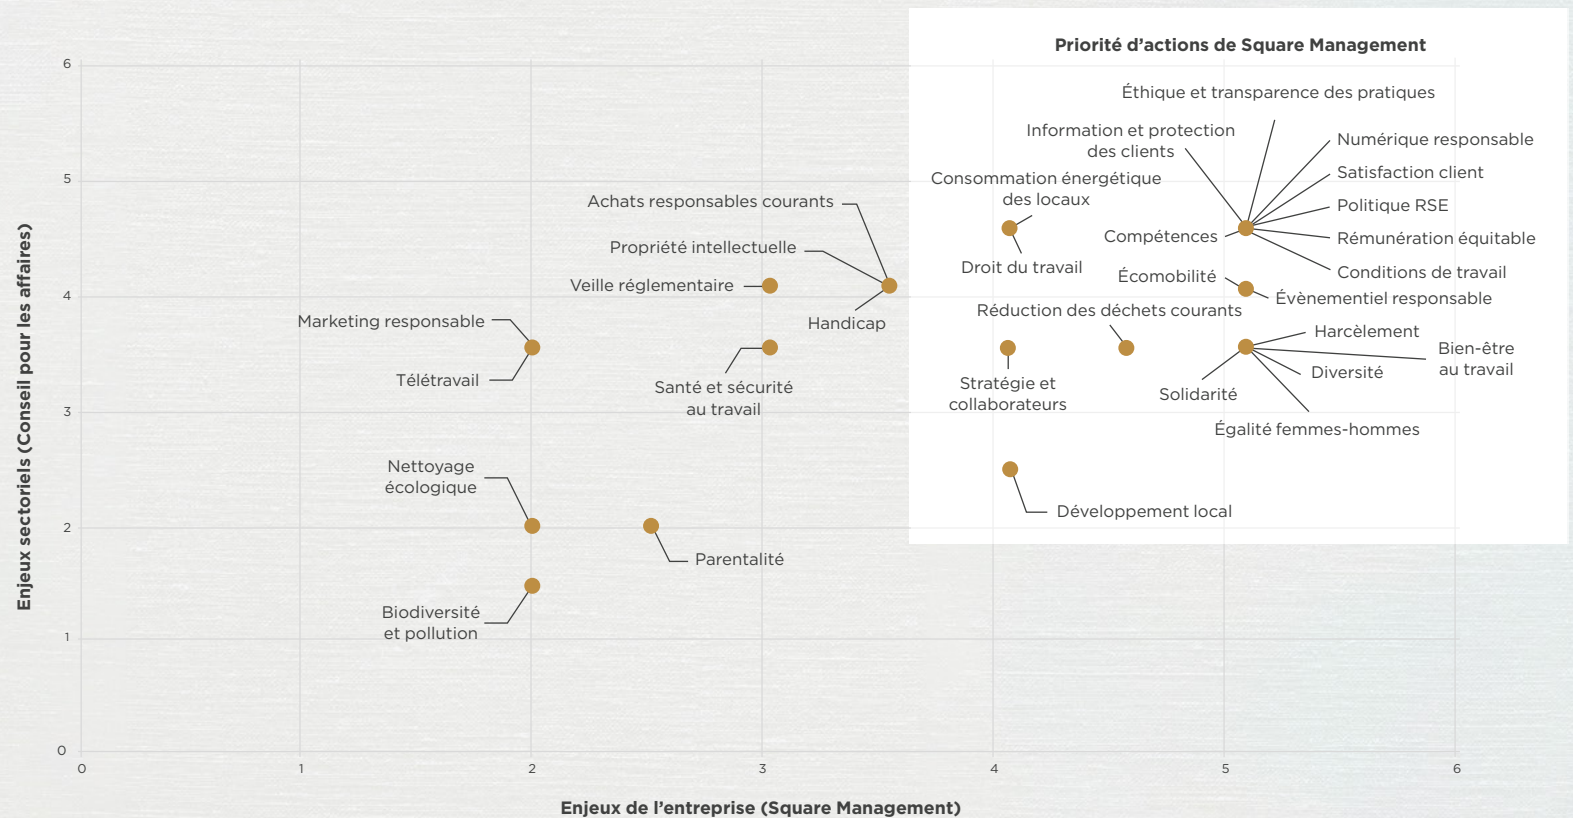 Priorité d’actions de Square Management
6
Éthique et transparence des pratiques
Information et protection
des clients
Numérique responsable
Consommation énergétique
des locaux
Satisfaction client
5
Achats responsables courants
Politique RSE
Compétences
Rémunération équitable
Propriété intellectuelle
Droit du travail
Conditions de travail
Veille réglementaire
Écomobilité
4
Évènementiel responsable
Réduction des déchets courants
Marketing responsable
Handicap
Harcèlement
Bien-être
au travail
Télétravail
Santé et sécurité
au travail
Stratégie et
collaborateurs
Diversité
Solidarité
3
Égalité femmes-hommes
Nettoyage
écologique
Développement local
2
Parentalité
Biodiversité
et pollution
1
0
0
1
2
3
4
5
6
Enjeux sectoriels (Conseil pour les affaires)
Enjeux de l’entreprise (Square Management)